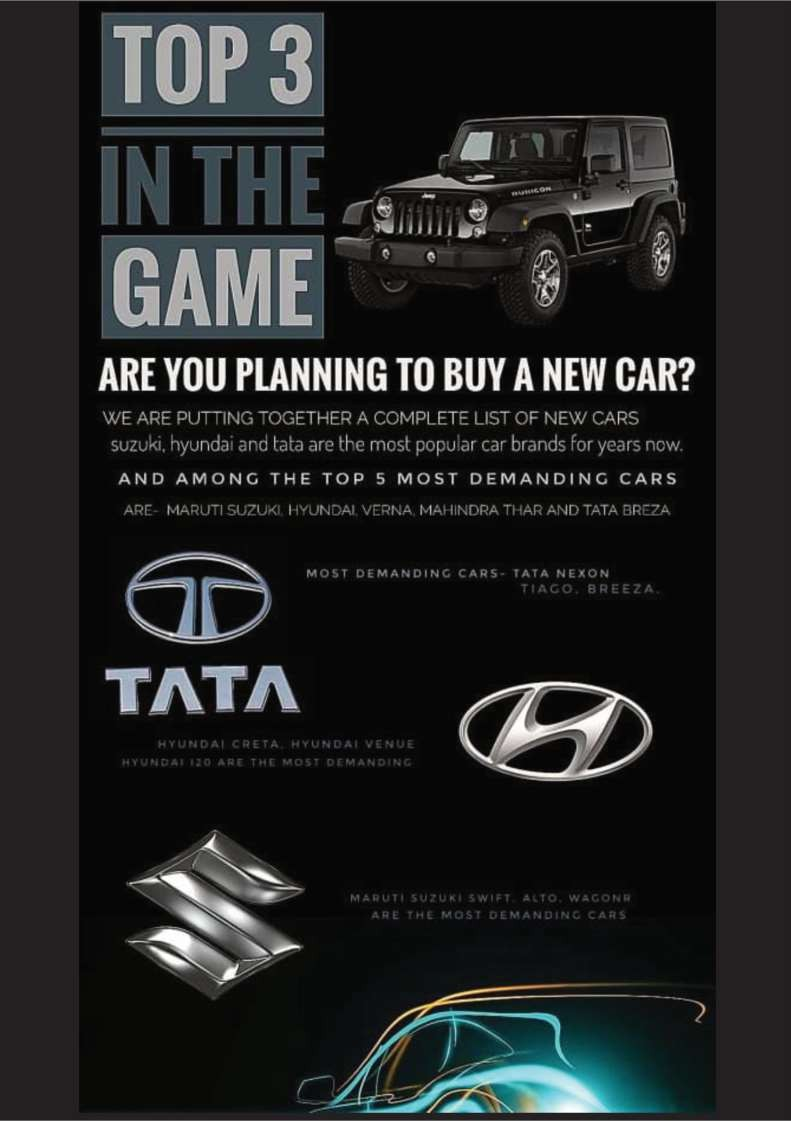 TOP 3
IN THE
GAME
Jeep
RUBICON
ARE YOU PLANNING TO BUY A NEW CAR?
WE ARE PUTTING TOGETHER A COMPLETE LIST OF NEW CARS
suzuki, hyundai and tata are the most popular car brands for years now.
AND AMONG THE TOP 5 MOST DEMANDING CARS
ARE- MARUTI SUZUKI, HYUNDAI, VERNA, MAHINDRA THAR AND TATA BREZA
MOST DEMANDING CARS- TATA NEXON
TIAGO, BREEZA.
TATA
HYUNDAI CRETA, HYUNDAI VENUE
HYUNDAI I20 ARE THE MOST DEMANDING
MARUTI SUZUKI SWIFT, ALTO, WAGONR
ARE THE MOST DEMANDING CARS